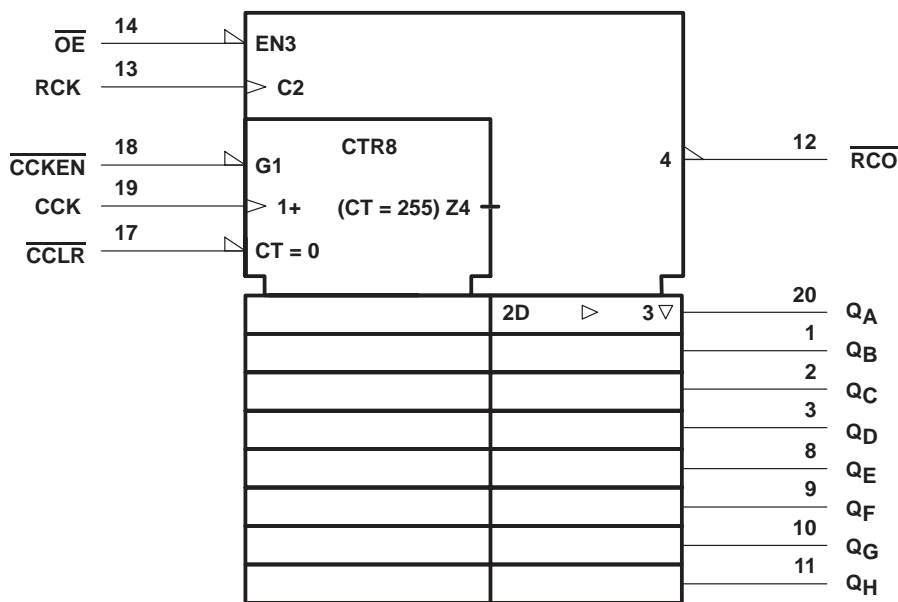 OE 14 EN3
RCK 13 C2
CTR8
CCKEN 18 G1
4 12 RCO
CCK 19 1+ (CT = 255) Z4
CCLR 17 CT = 0
2D 3 20 QA
1 QB
2 QC
3 QD
8 QE
9 QF
10 QG
11 QH